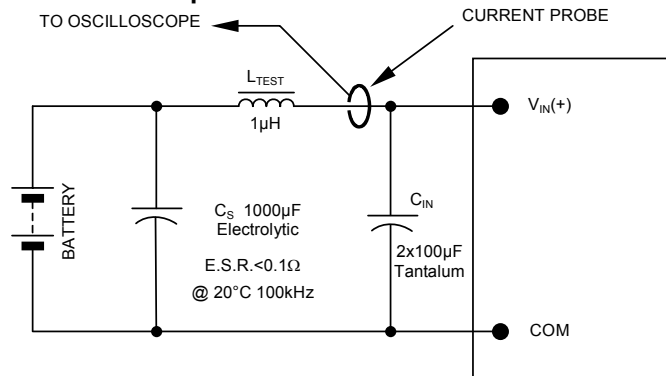 TO OSCILLOSCOPE
CURRENT PROBE
LTEST
1µH
VIN(+)
BATTERY
CS 1000µF
Electrolytic
E.S.R.<0.1Ω
@ 20°C 100kHz
CIN
2x100µF
Tantalum
COM